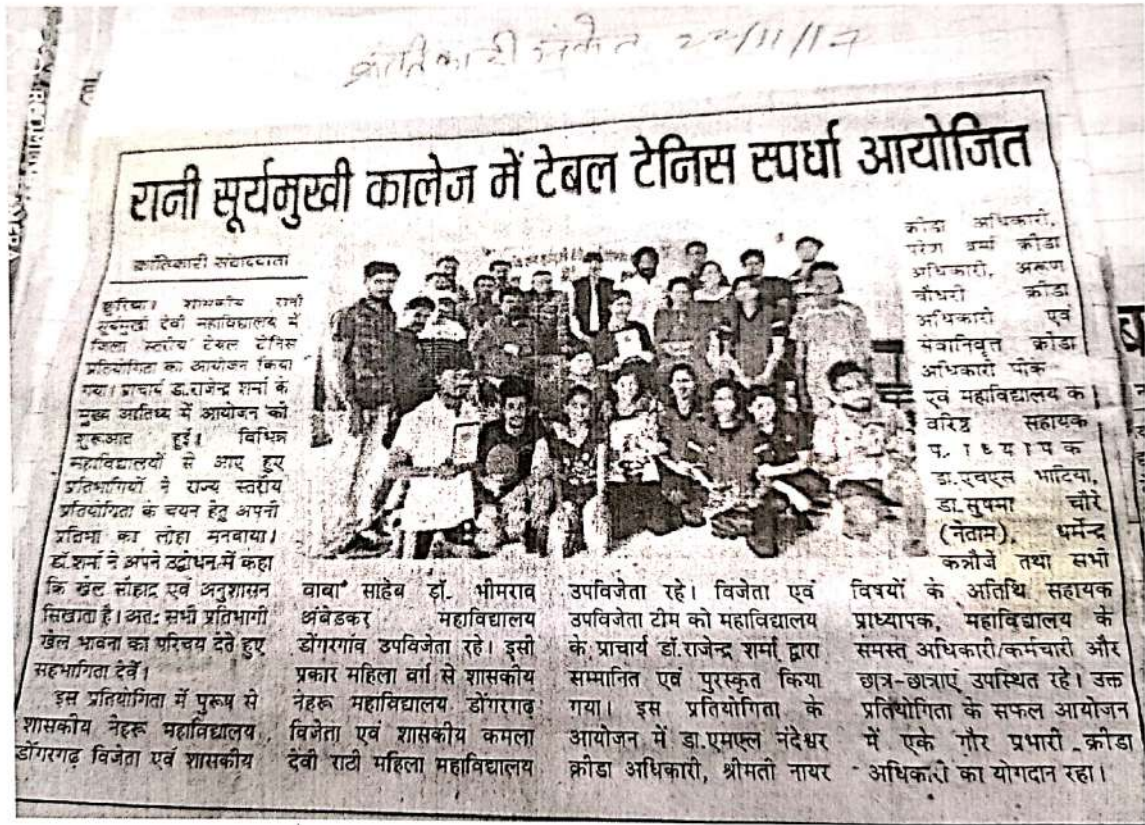 क्रांतिकारी संकेत 22/11/17
रानी सूर्यमुखी कालेज में टेबल टेनिस स्पर्धा आयोजित
क्रांतिकारी संवाददाता
छुरिया। शासकीय रानी
सूर्यमुखी देवी महाविद्यालय में
जिला स्तरीय टेबल टेनिस
प्रतियोगिता का आयोजन किया
गया। प्राचार्य डा.राजेन्द्र शर्मा के
मुख्य आतिथ्य में आयोजन की
शुरूआत हुई। विभिन्न
महाविद्यालयों से आए हुए
प्रतिभागियों ने राज्य स्तरीय
प्रतियोगिता के चयन हेतु अपनी
प्रतिभा का लोहा मनवाया।
डॉ.शर्मा ने अपने उद्बोधन में कहा
कि खेल सौहाद्र एवं अनुशासन
सिखाता है। अत: सभी प्रतिभागी
खेल भावना का परिचय देते हुए
सहभागिता देवें।
इस प्रतियोगिता में पुरूष से
शासकीय नेहरू महाविद्यालय
डोंगरगढ़ विजेता एवं शासकीय
बाबा साहेब डॉ. भीमराव
अंबेडकर महाविद्यालय
डोंगरगांव उपविजेता रहे। इसी
प्रकार महिला वर्ग से शासकीय
नेहरू महाविद्यालय डोंगरगढ़
विजेता एवं शासकीय कमला
देवी राठी महिला महाविद्यालय
उपविजेता रहे। विजेता एवं
उपविजेता टीम को महाविद्यालय
के प्राचार्य डॉ.राजेन्द्र शर्मा द्वारा
सम्मानित एवं पुरस्कृत किया
गया। इस प्रतियोगिता के
आयोजन में डा.एमएल नंदेश्वर
क्रीडा अधिकारी, श्रीमती नायर
क्रीडा अधिकारी,
परेश वर्मा क्रीडा
अधिकारी, अरूण
चौधरी क्रीडा
अधिकारी एवं
सेवानिवृत क्रीडा
अधिकारी पीके
एवं महाविद्यालय के
वरिष्ठ सहायक
प्राध्यापक
डा.एचएस भाटिया,
डा.सुषमा चौरे
(नेताम), धर्मेन्द्र
कन्नौजे तथा सभी
विषयों के अतिथि सहायक
प्राध्यापक, महाविद्यालय के
समस्त अधिकारी/कर्मचारी और
छात्र-छात्राएं उपस्थित रहे। उक्त
प्रतियोगिता के सफल आयोजन
में एके गौर प्रभारी क्रीडा
अधिकारी का योगदान रहा।